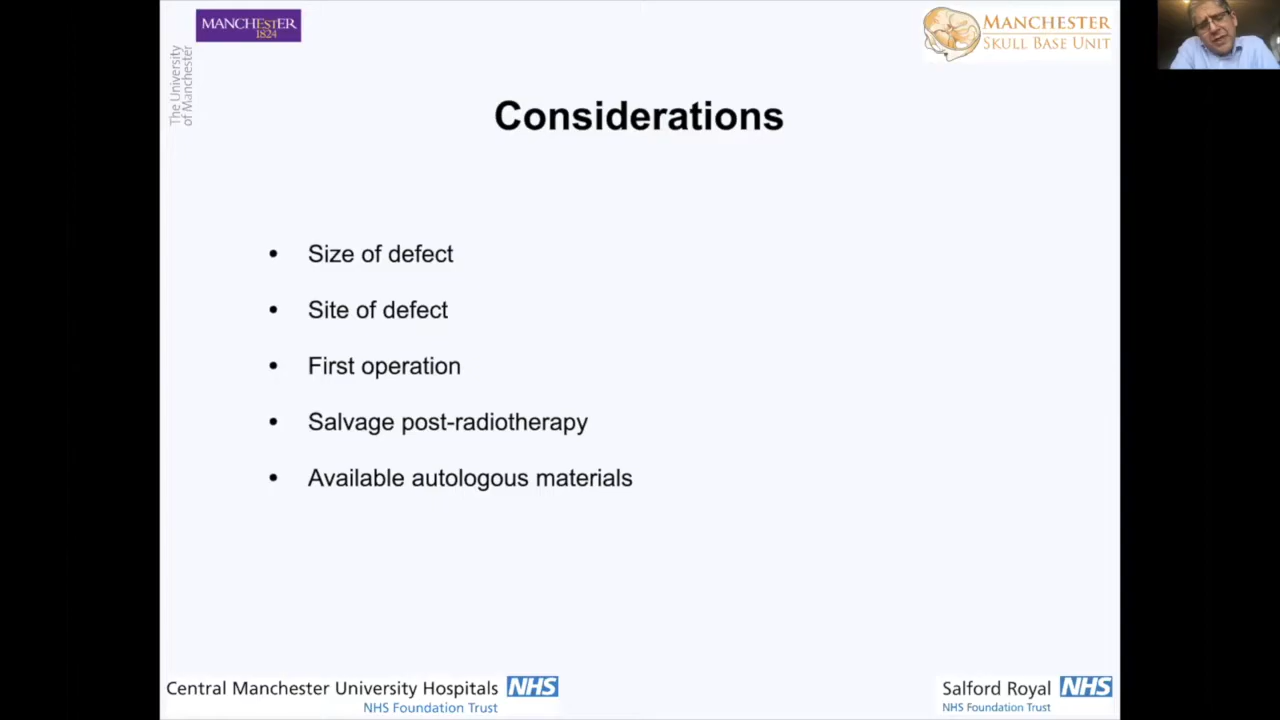 MANCHESTER
1824
The University
of Manchester
MANCHESTER
SKULL BASE UNIT
Considerations
• Size of defect
• Site of defect
• First operation
• Salvage post-radiotherapy
• Available autologous materials
Central Manchester University Hospitals NHS
NHS Foundation Trust
Salford Royal NHS
NHS Foundation Trust